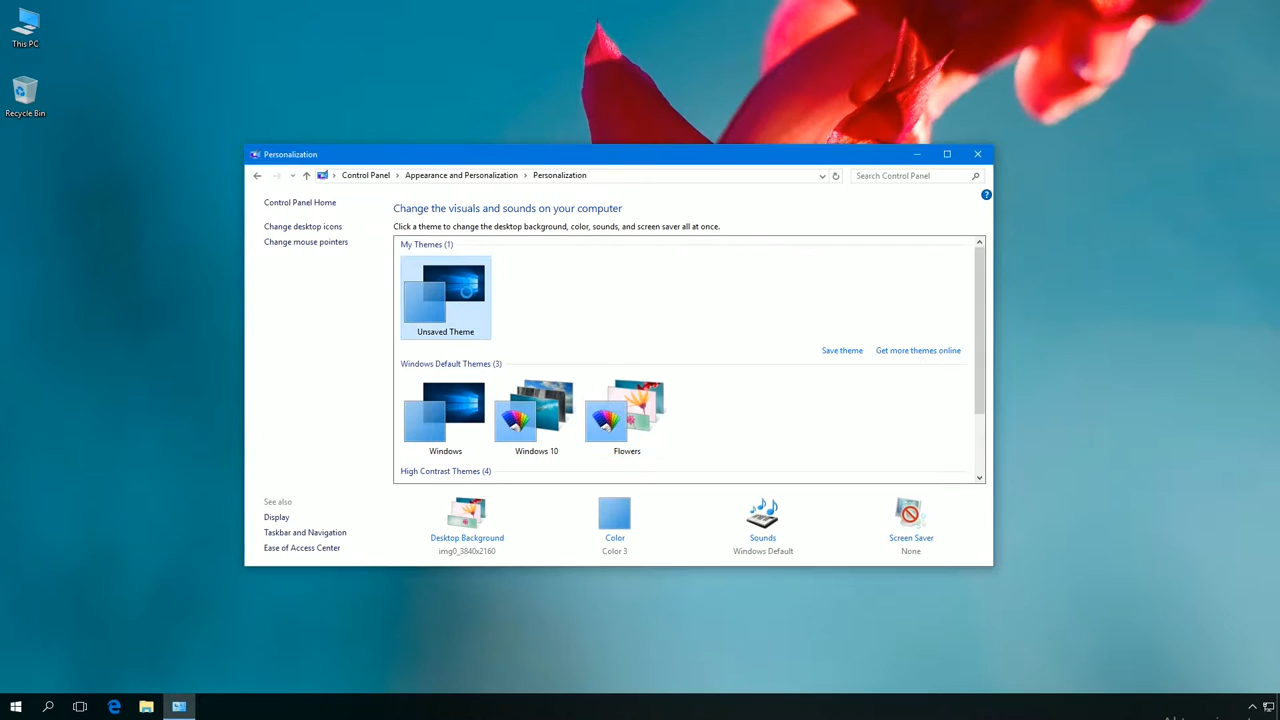 This PC
Recycle Bin
Personalization
Control Panel > Appearance and Personalization > Personalization
Search Control Panel
Control Panel Home
Change desktop icons
Change mouse pointers
Change the visuals and sounds on your computer
Click a theme to change the desktop background, color, sounds, and screen saver all at once.
My Themes (1)
Unsaved Theme
Save theme
Get more themes online
Windows Default Themes (3)
Windows
Windows 10
Flowers
High Contrast Themes (4)
See also
Display
Taskbar and Navigation
Ease of Access Center
Desktop Background
img0_3840x2160
Color
Color 3
Sounds
Windows Default
Screen Saver
None